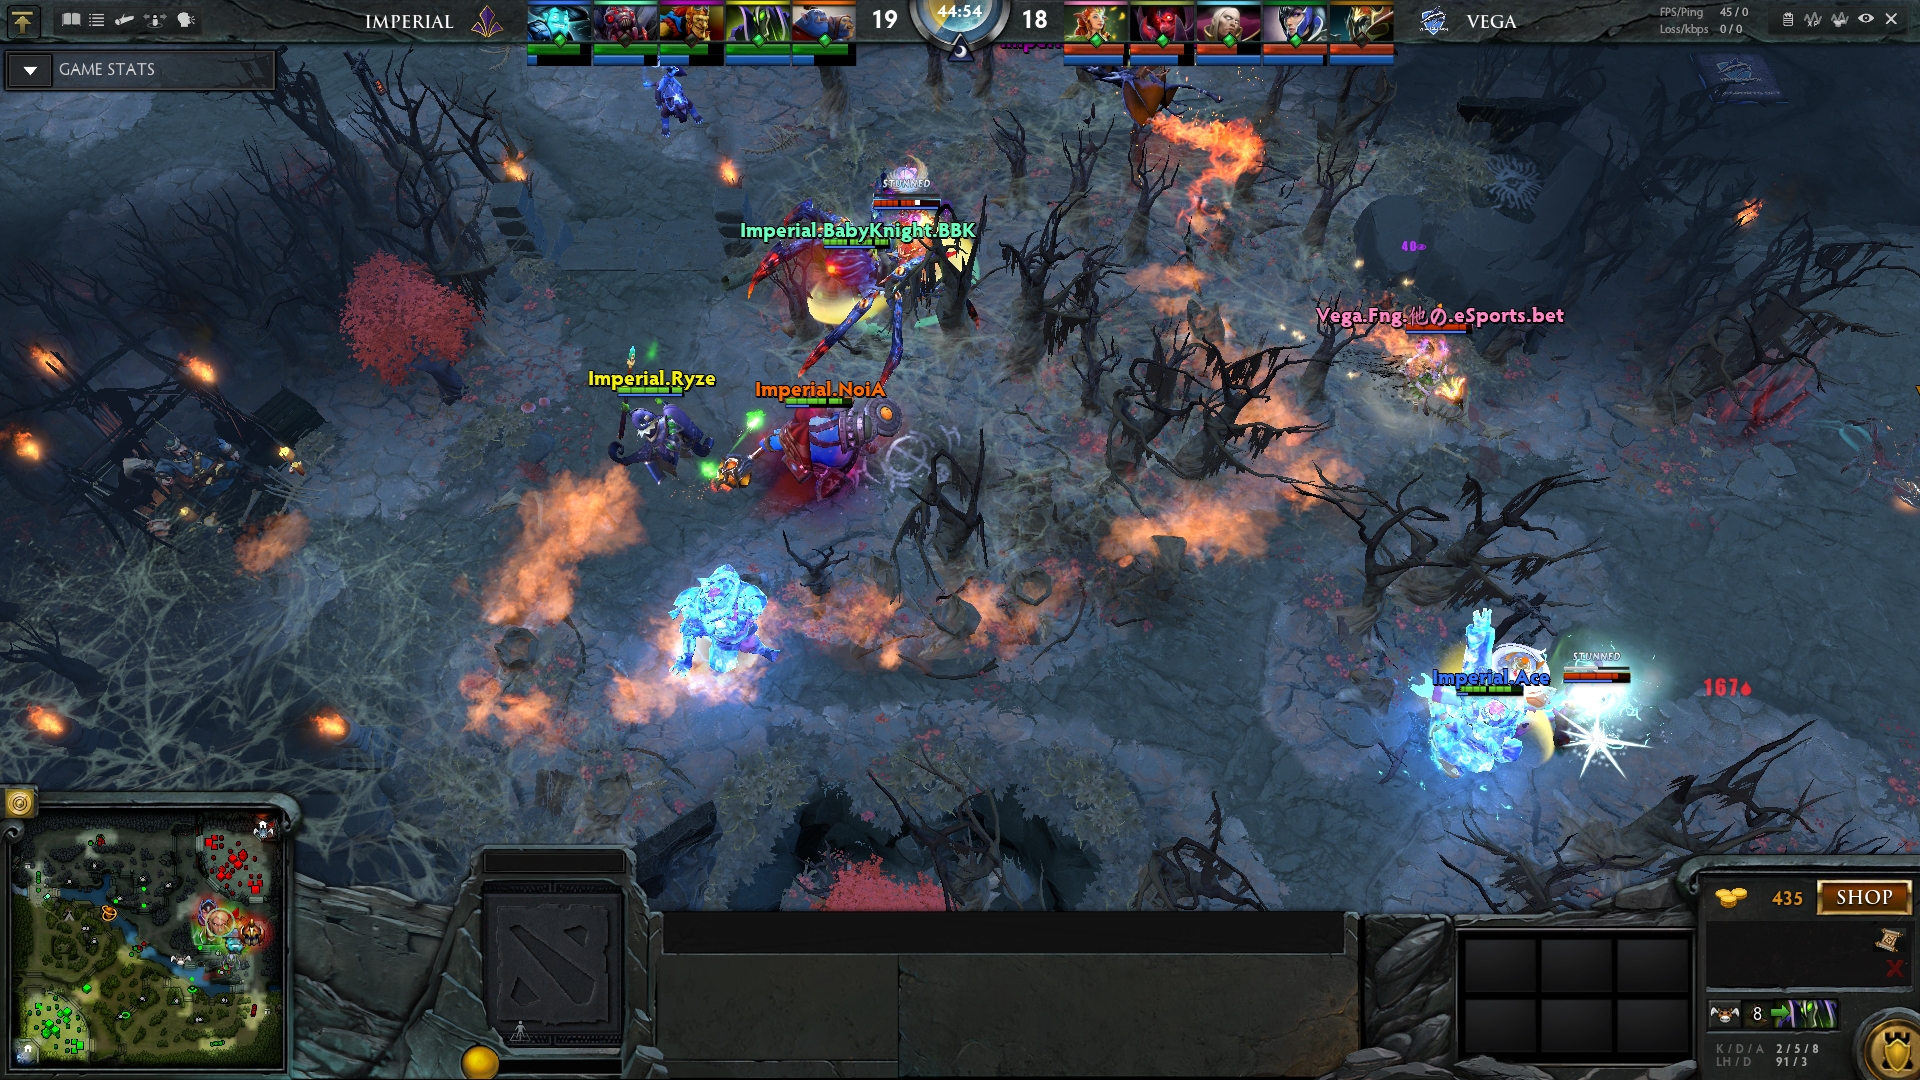 IMPERIAL
19
44:54
18
VEGA
FPS/Ping 45 / 0
Loss/kbps 0 / 0
GAME STATS
STUNNED
Imperial.BabyKnight.BBK
40
Vega.Fng.他の.eSports.bet
Imperial.Ryze
Imperial.NoiA
STUNNED
Imperial.Ace
167
435
SHOP
8
K / D / A 2 / 5 / 8
LH / D 91 / 3